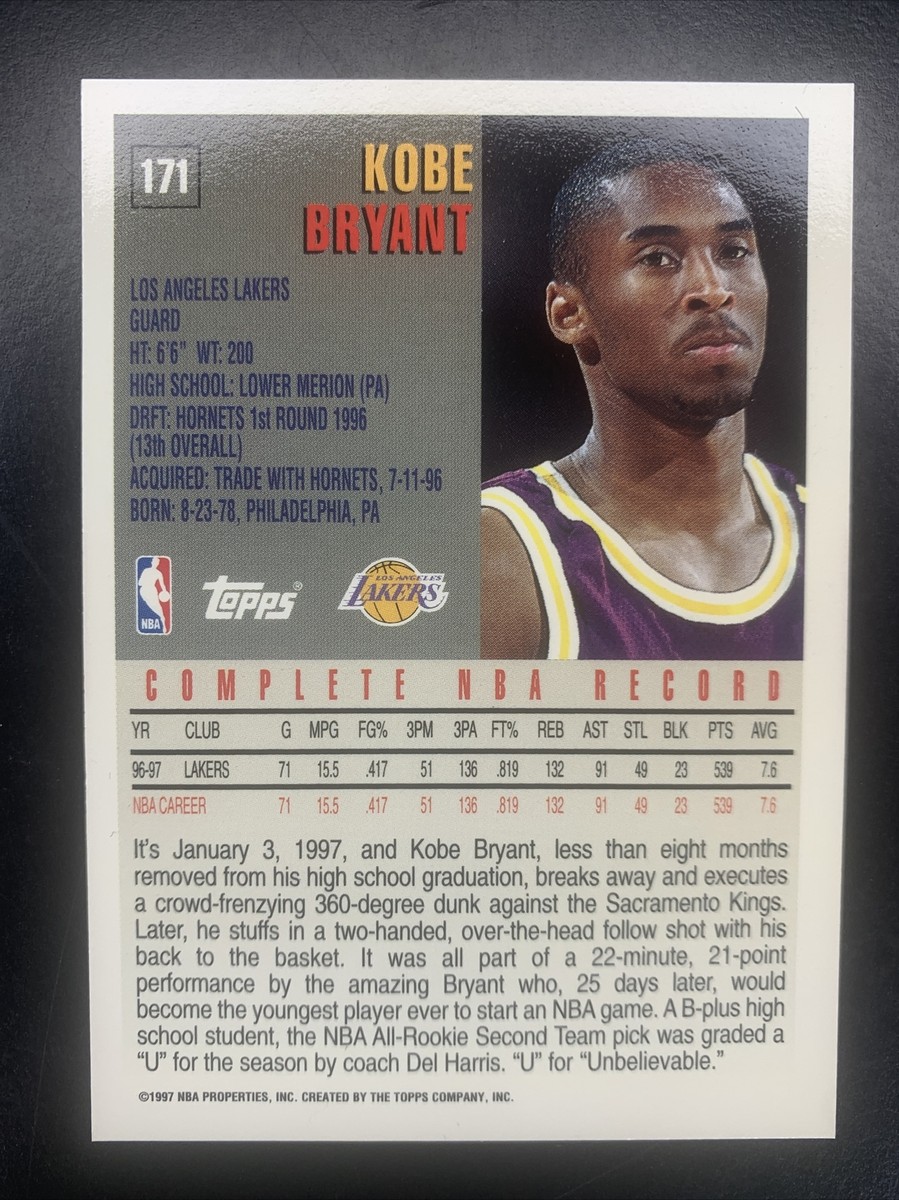 171
KOBE
BRYANT
LOS ANGELES LAKERS
GUARD
HT: 6'6" WT: 200
HIGH SCHOOL: LOWER MERION (PA)
DRFT: HORNETS 1st ROUND 1996
(13th OVERALL)
ACQUIRED: TRADE WITH HORNETS, 7-11-96
BORN: 8-23-78, PHILADELPHIA, PA
NBA
Topps®
LOS ANGELES
LAKERS
COMPLETE NBA RECORD
YR CLUB G MPG FG% 3PM 3PA FT% REB AST STL BLK PTS AVG
96-97 LAKERS 71 15.5 .417 51 136 .819 132 91 49 23 539 7.6
NBA CAREER 71 15.5 .417 51 136 .819 132 91 49 23 539 7.6
It's January 3, 1997, and Kobe Bryant, less than eight months
removed from his high school graduation, breaks away and executes
a crowd-frenzying 360-degree dunk against the Sacramento Kings.
Later, he stuffs in a two-handed, over-the-head follow shot with his
back to the basket. It was all part of a 22-minute, 21-point
performance by the amazing Bryant who, 25 days later, would
become the youngest player ever to start an NBA game. A B-plus high
school student, the NBA All-Rookie Second Team pick was graded a
"U" for the season by coach Del Harris. "U" for "Unbelievable."
©1997 NBA PROPERTIES, INC. CREATED BY THE TOPPS COMPANY, INC.